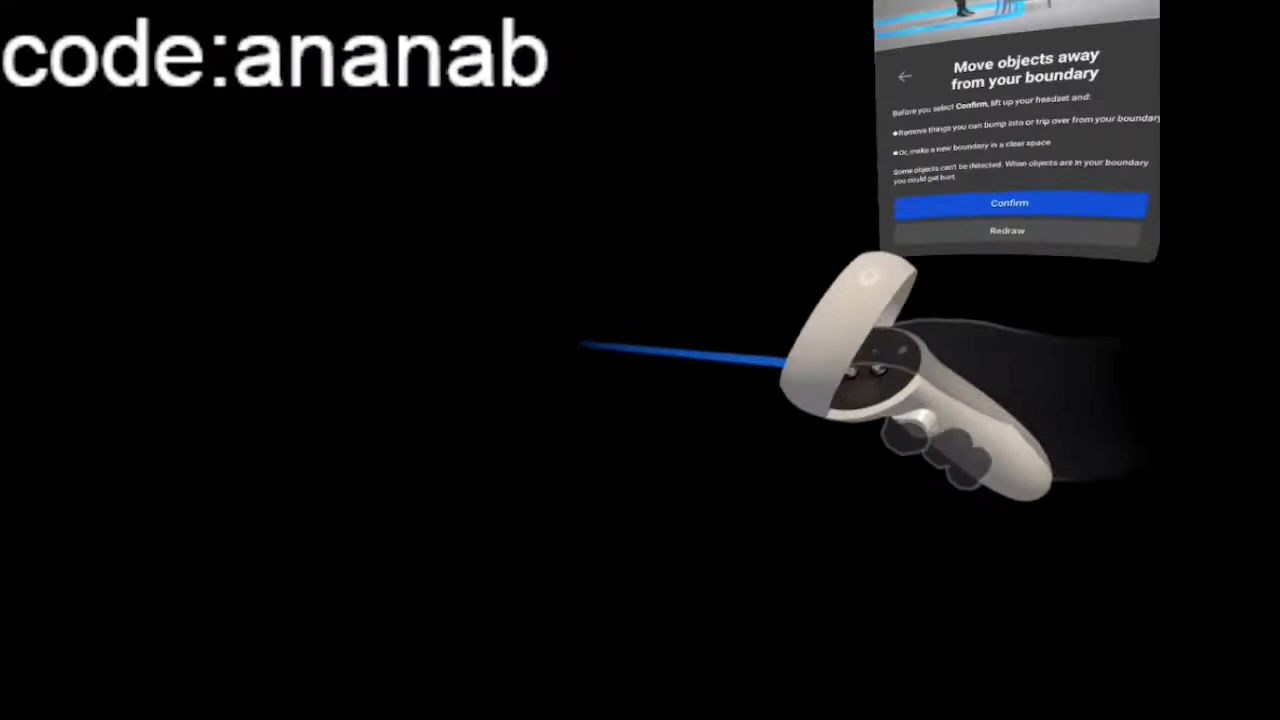 code:ananab
Move objects away
from your boundary
Before you select Confirm, lift up your headset and:
Remove things you can bump into or trip over from your boundary
Or, make a new boundary in a clear space.
Some objects can't be detected. When objects are in your boundary
you could get hurt.
Confirm
Redraw